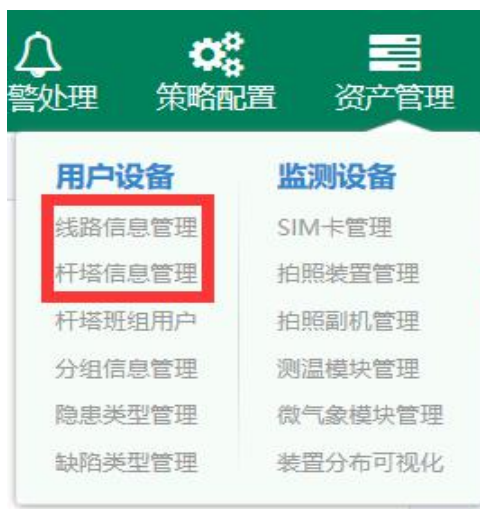 警处理 策略配置 资产管理
用户设备 监测设备
线路信息管理 SIM卡管理
杆塔信息管理 拍照装置管理
杆塔班组用户 拍照副机管理
分组信息管理 测温模块管理
隐患类型管理 微气象模块管理
缺陷类型管理 装置分布可视化